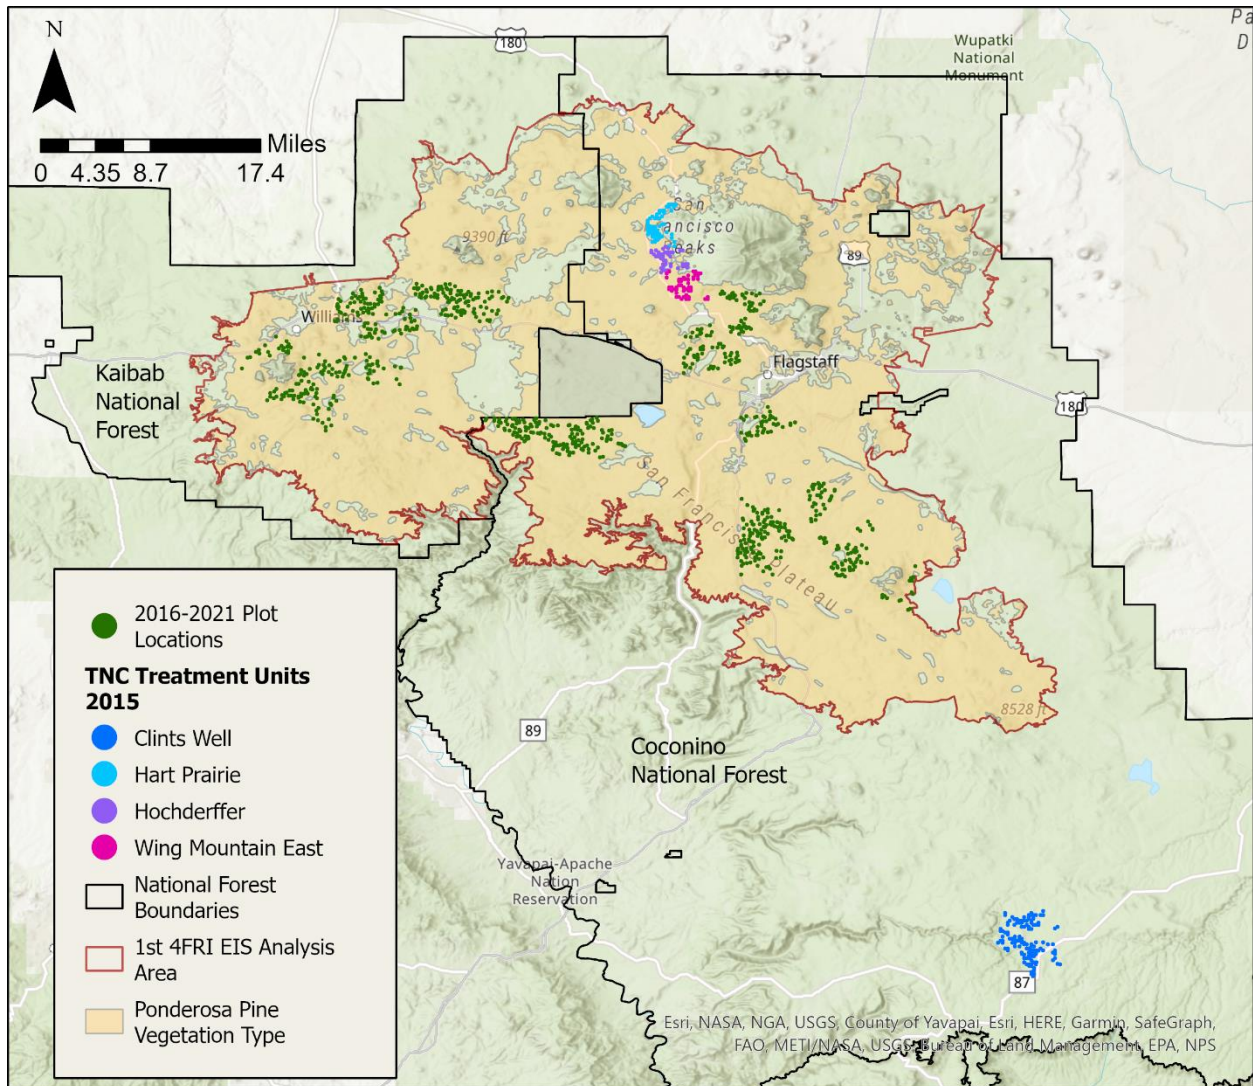 N
Miles
0 4.35 8.7 17.4
180
Wupatki
National
Monument
Pa
D
San
ancisco
eaks
9390 ft
89
Williams
Flagstaff
Kaibab
National
Forest
180
San Francisco Plateau
8528 ft
89
Coconino
National Forest
Yavapai-Apache
Nation
Reservation
87
2016-2021 Plot
Locations
TNC Treatment Units
2015
Clints Well
Hart Prairie
Hochderffer
Wing Mountain East
National Forest
Boundaries
1st 4FRI EIS Analysis
Area
Ponderosa Pine
Vegetation Type
Esri, NASA, NGA, USGS, County of Yavapai, Esri, HERE, Garmin, SafeGraph,
FAO, METI/NASA, USGS, Bureau of Land Management, EPA, NPS